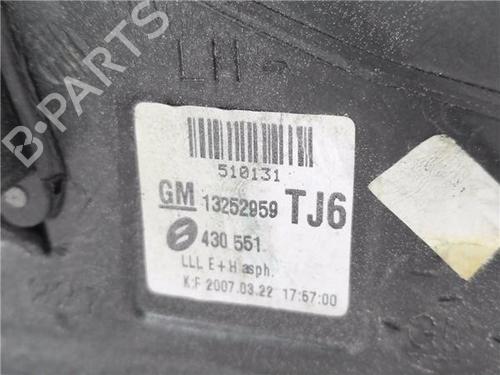 B-PARTS
LH
510131
GM 13252959 TJ6
430 551
LLL E+H asph.
K:F 2007.03.22 17:57:00